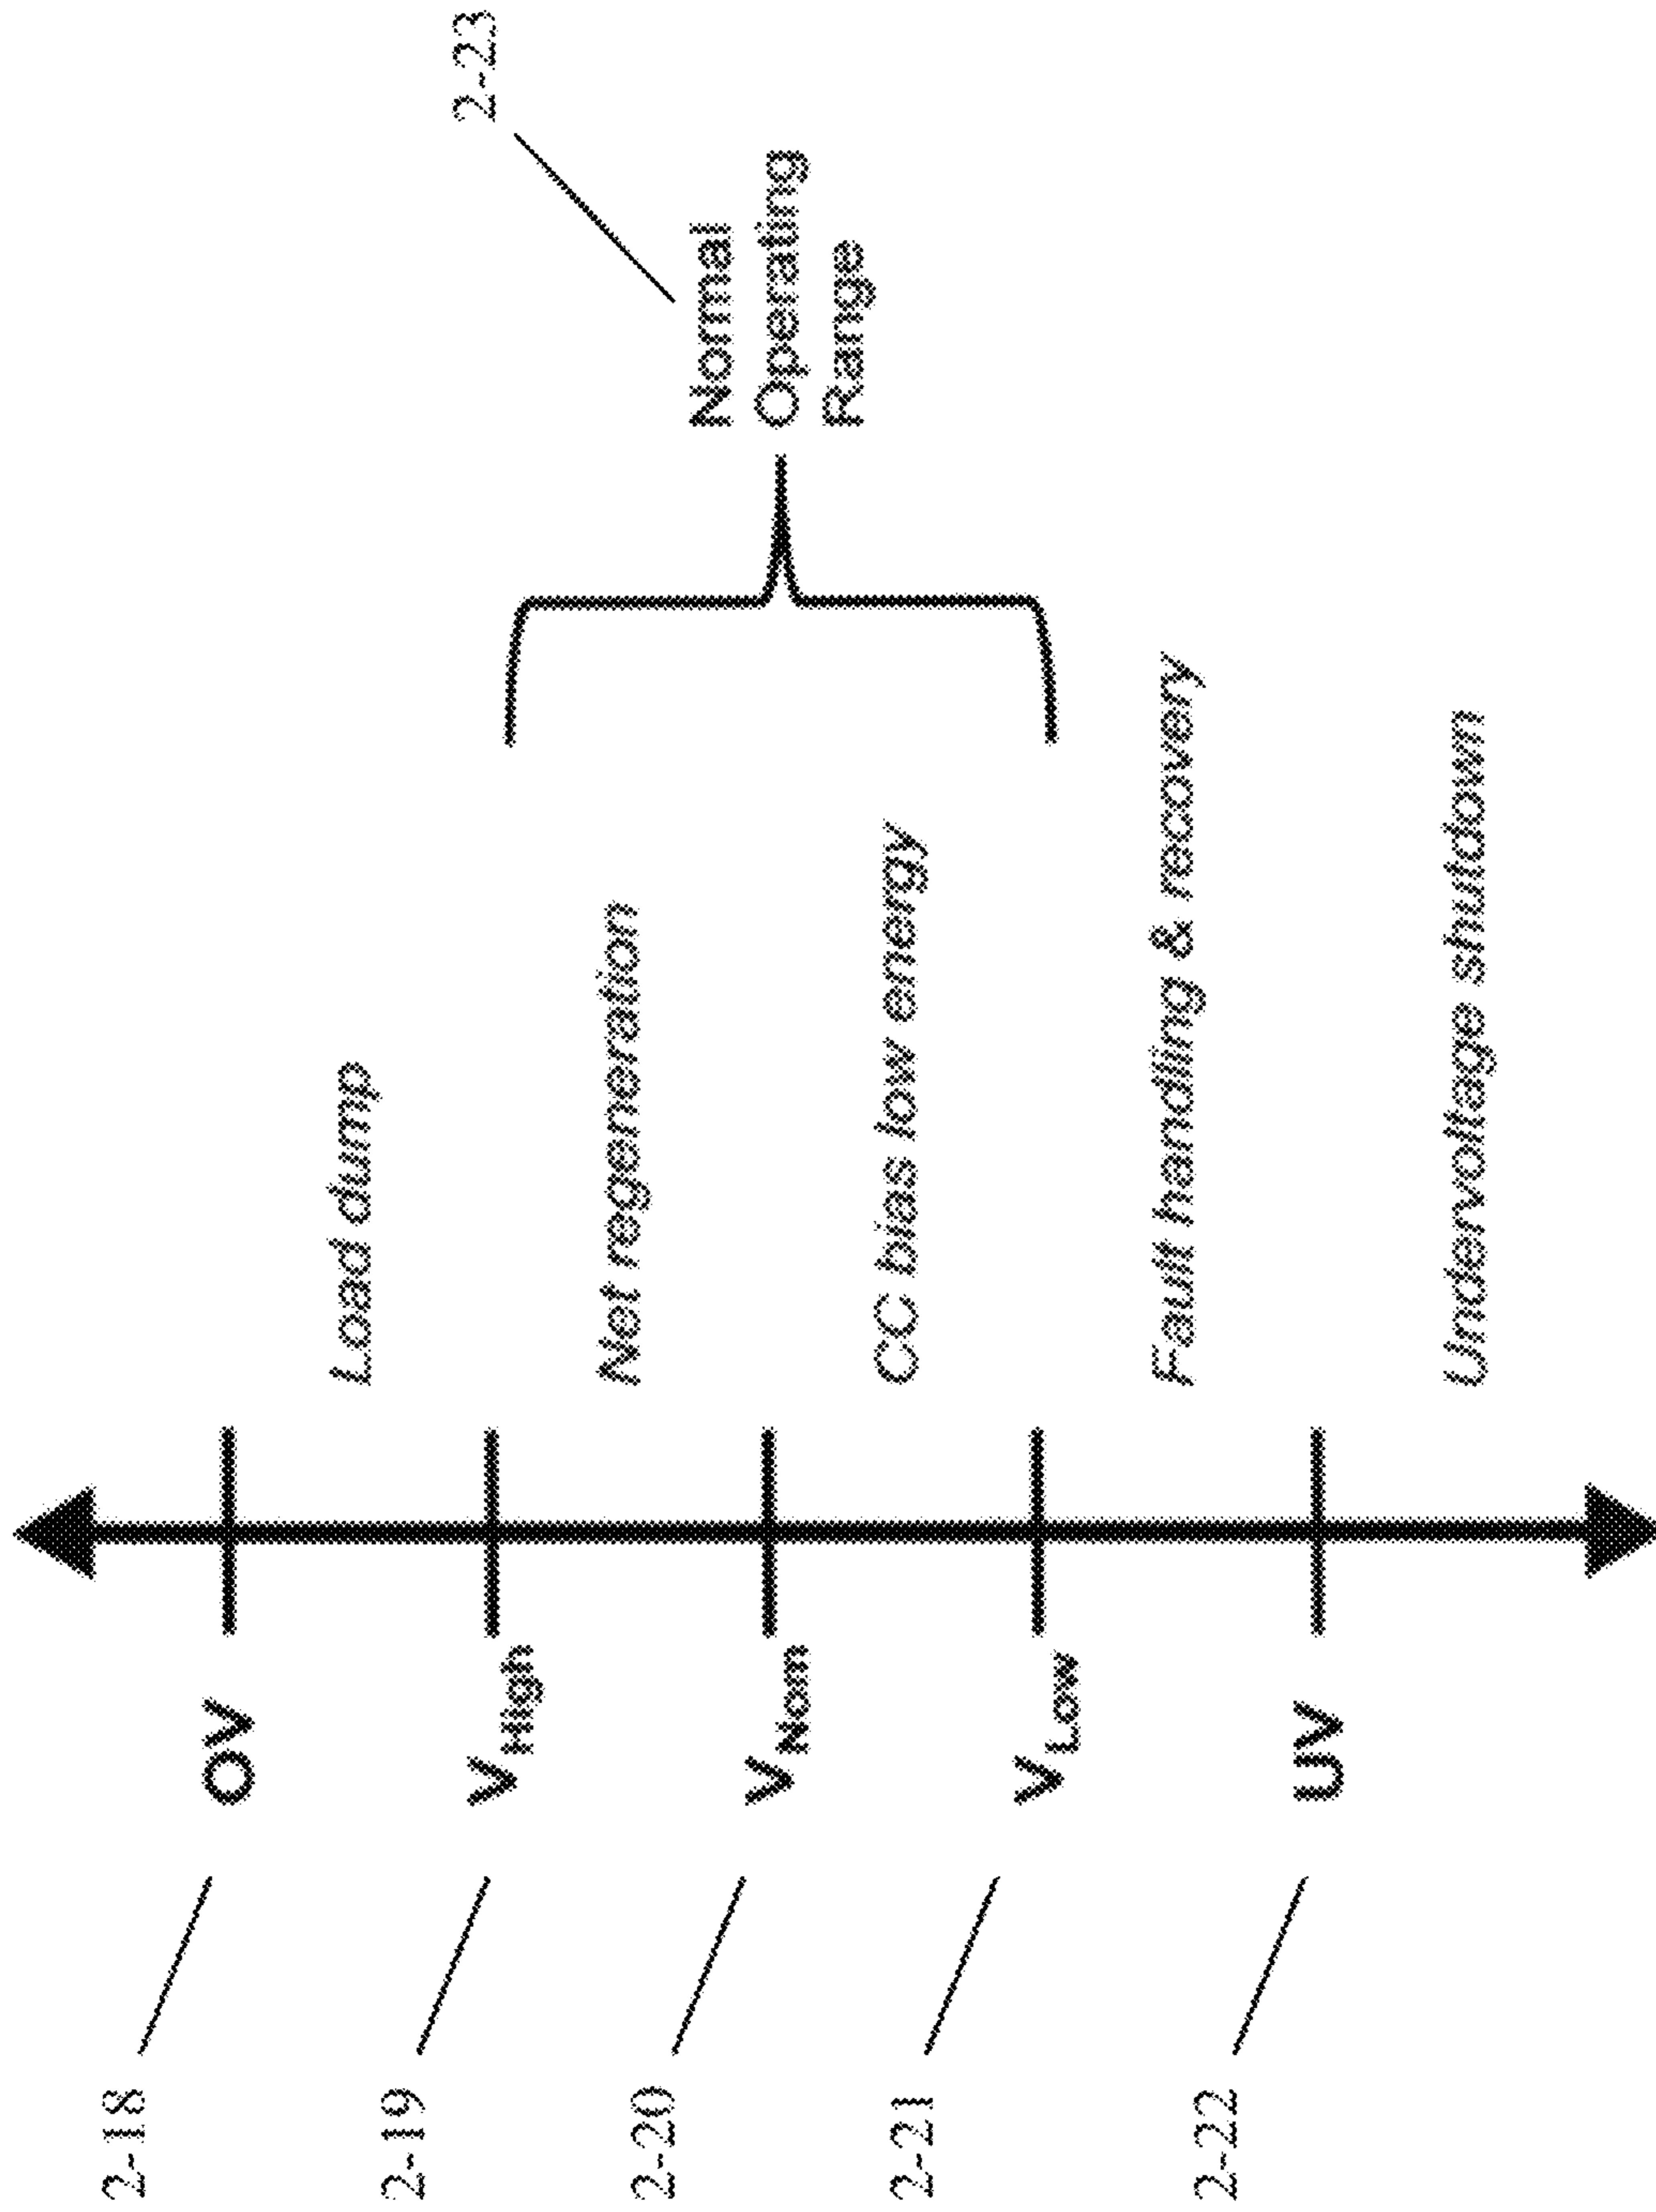 2-18
OV
Load dump
2-19
VHigh
Net regeneration
2-20
VNom
CC bias low energy
2-21
VLow
Fault handling & recovery
2-22
UV
Undervoltage shutdown
Normal
Operating
Range
2-23